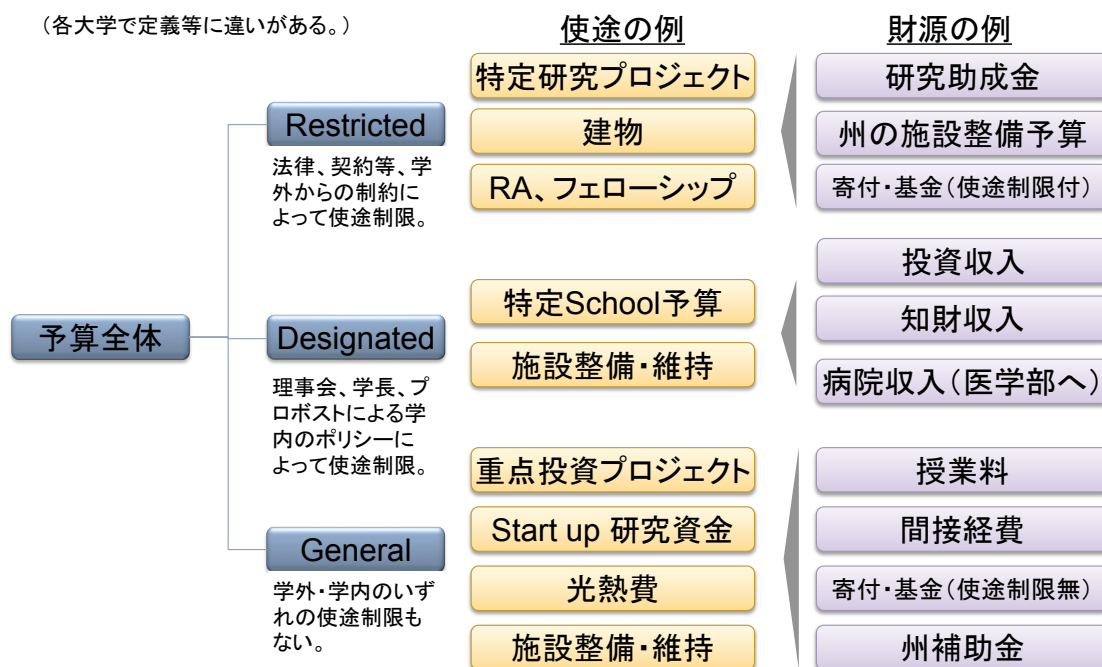 （各大学で定義等に違いがある。）
使途の例
財源の例
予算全体
Restricted
法律、契約等、学
外からの制約に
よって使途制限。
特定研究プロジェクト
建物
RA、フェローシップ
研究助成金
州の施設整備予算
寄付・基金（使途制限付）
Designated
理事会、学長、プ
ロボストによる学
内のポリシーに
よって使途制限。
特定School予算
施設整備・維持
投資収入
知財収入
病院収入（医学部へ）
General
学外・学内のいず
れの使途制限も
ない。
重点投資プロジェクト
Start up 研究資金
光熱費
施設整備・維持
授業料
間接経費
寄付・基金（使途制限無）
州補助金